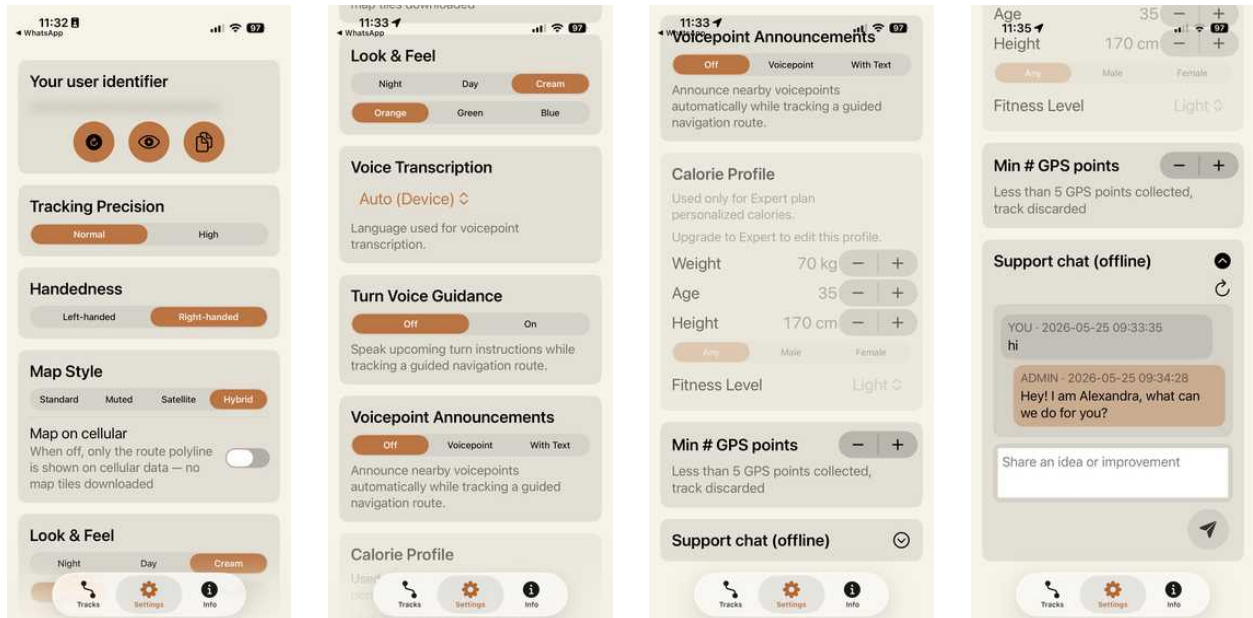 11:32
WhatsApp
97
Your user identifier
Tracking Precision
Normal
High
Handedness
Left-handed
Right-handed
Map Style
Standard
Muted
Satellite
Hybrid
Map on cellular
When off, only the route polyline
is shown on cellular data — no
map tiles downloaded
Look & Feel
Night
Day
Cream
Tracks
Settings
Info
map tiles downloaded
11:33
WhatsApp
97
Look & Feel
Night
Day
Cream
Orange
Green
Blue
Voice Transcription
Auto (Device)
Language used for voicepoint
transcription.
Turn Voice Guidance
Off
On
Speak upcoming turn instructions while
tracking a guided navigation route.
Voicepoint Announcements
Off
Voicepoint
With Text
Announce nearby voicepoints
automatically while tracking a guided
navigation route.
Calorie Profile
Used
Tracks
Settings
Info
11:33
WhatsApp
97
Voicepoint Announcements
Off
Voicepoint
With Text
Announce nearby voicepoints
automatically while tracking a guided
navigation route.
Calorie Profile
Used only for Expert plan
personalized calories.
Upgrade to Expert to edit this profile.
Weight 70 kg − +
Age 35 − +
Height 170 cm − +
Any
Male
Female
Fitness Level Light
Min # GPS points − +
Less than 5 GPS points collected,
track discarded
Support chat (offline)
Tracks
Settings
Info
Age 35 − +
11:35
97
Height 170 cm − +
Any
Male
Female
Fitness Level Light
Min # GPS points − +
Less than 5 GPS points collected,
track discarded
Support chat (offline)
YOU · 2026-05-25 09:33:35
hi
ADMIN · 2026-05-25 09:34:28
Hey! I am Alexandra, what can
we do for you?
Share an idea or improvement
Tracks
Settings
Info